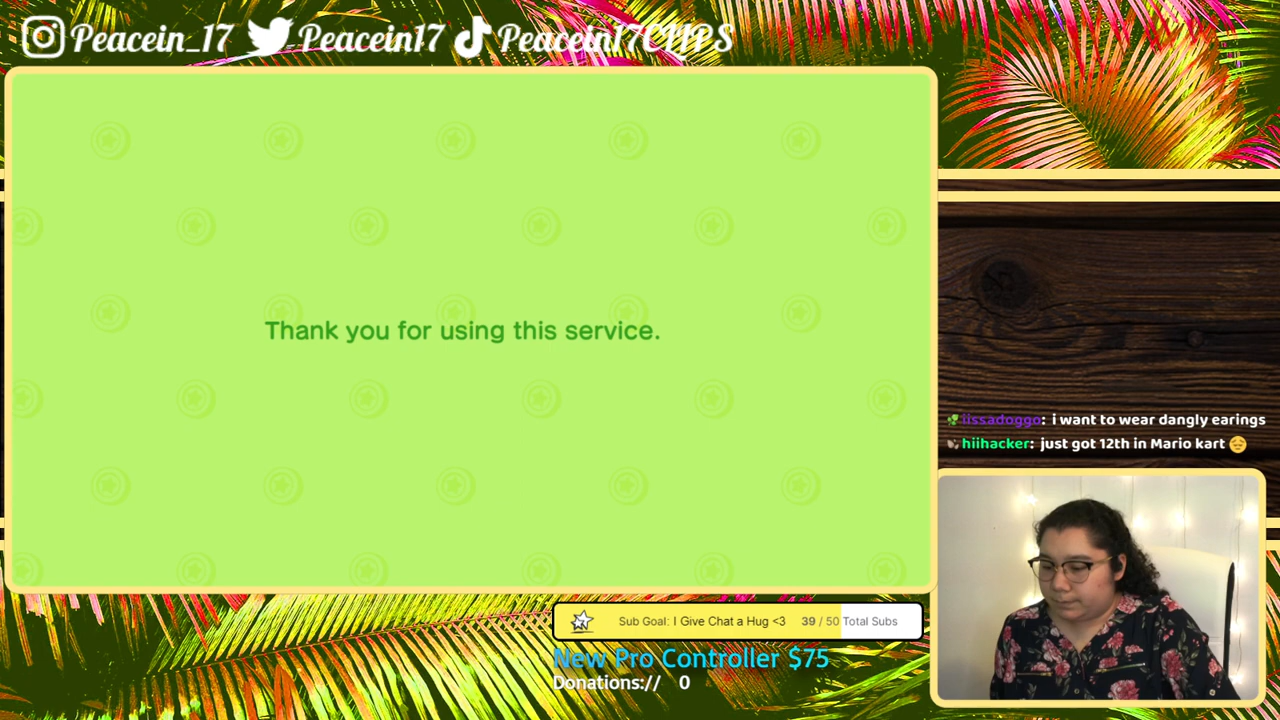 Peacein_17 Peacein17 Peacein17CLIPS
Thank you for using this service.
lissadoggo: i want to wear dangly earings
hiihacker: just got 12th in Mario kart
Sub Goal: I Give Chat a Hug <3 39 / 50 Total Subs
New Pro Controller $75
Donations:// 0